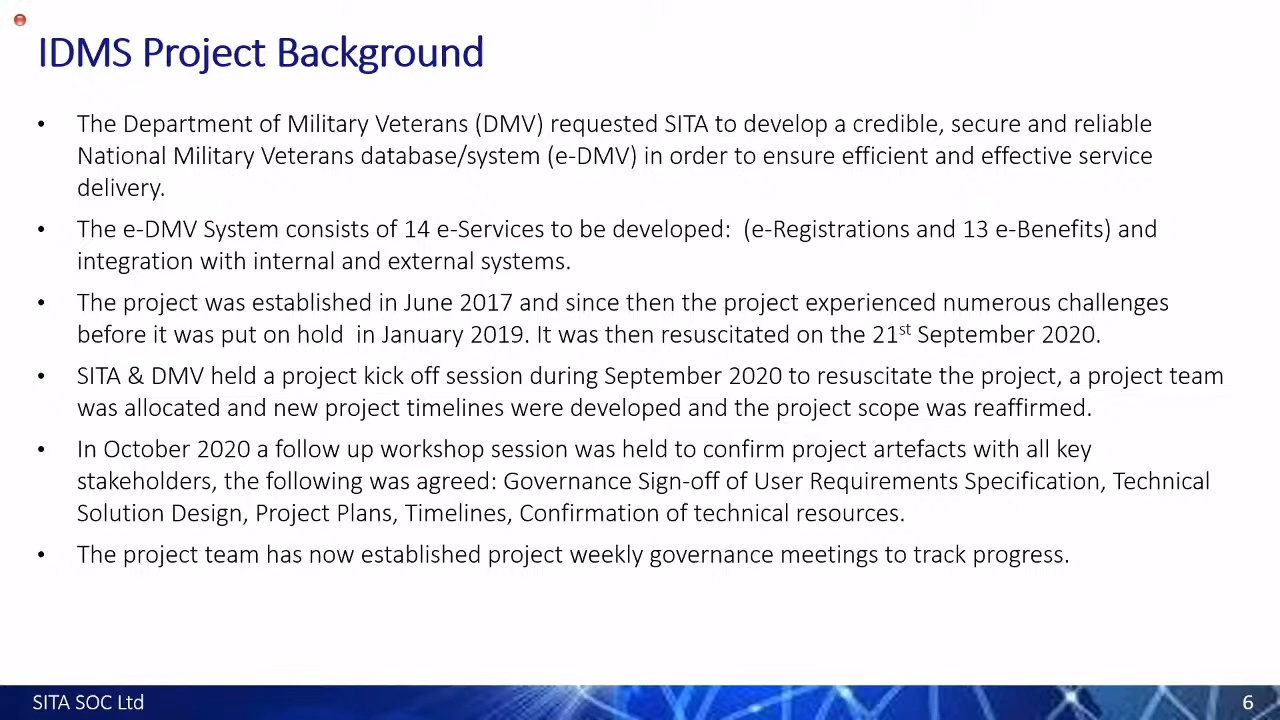 IDMS Project Background
• The Department of Military Veterans (DMV) requested SITA to develop a credible, secure and reliable
National Military Veterans database/system (e-DMV) in order to ensure efficient and effective service
delivery.
• The e-DMV System consists of 14 e-Services to be developed:  (e-Registrations and 13 e-Benefits) and
integration with internal and external systems.
• The project was established in June 2017 and since then the project experienced numerous challenges
before it was put on hold  in January 2019. It was then resuscitated on the 21st September 2020.
• SITA & DMV held a project kick off session during September 2020 to resuscitate the project, a project team
was allocated and new project timelines were developed and the project scope was reaffirmed.
• In October 2020 a follow up workshop session was held to confirm project artefacts with all key
stakeholders, the following was agreed: Governance Sign-off of User Requirements Specification, Technical
Solution Design, Project Plans, Timelines, Confirmation of technical resources.
• The project team has now established project weekly governance meetings to track progress.
SITA SOC Ltd
6